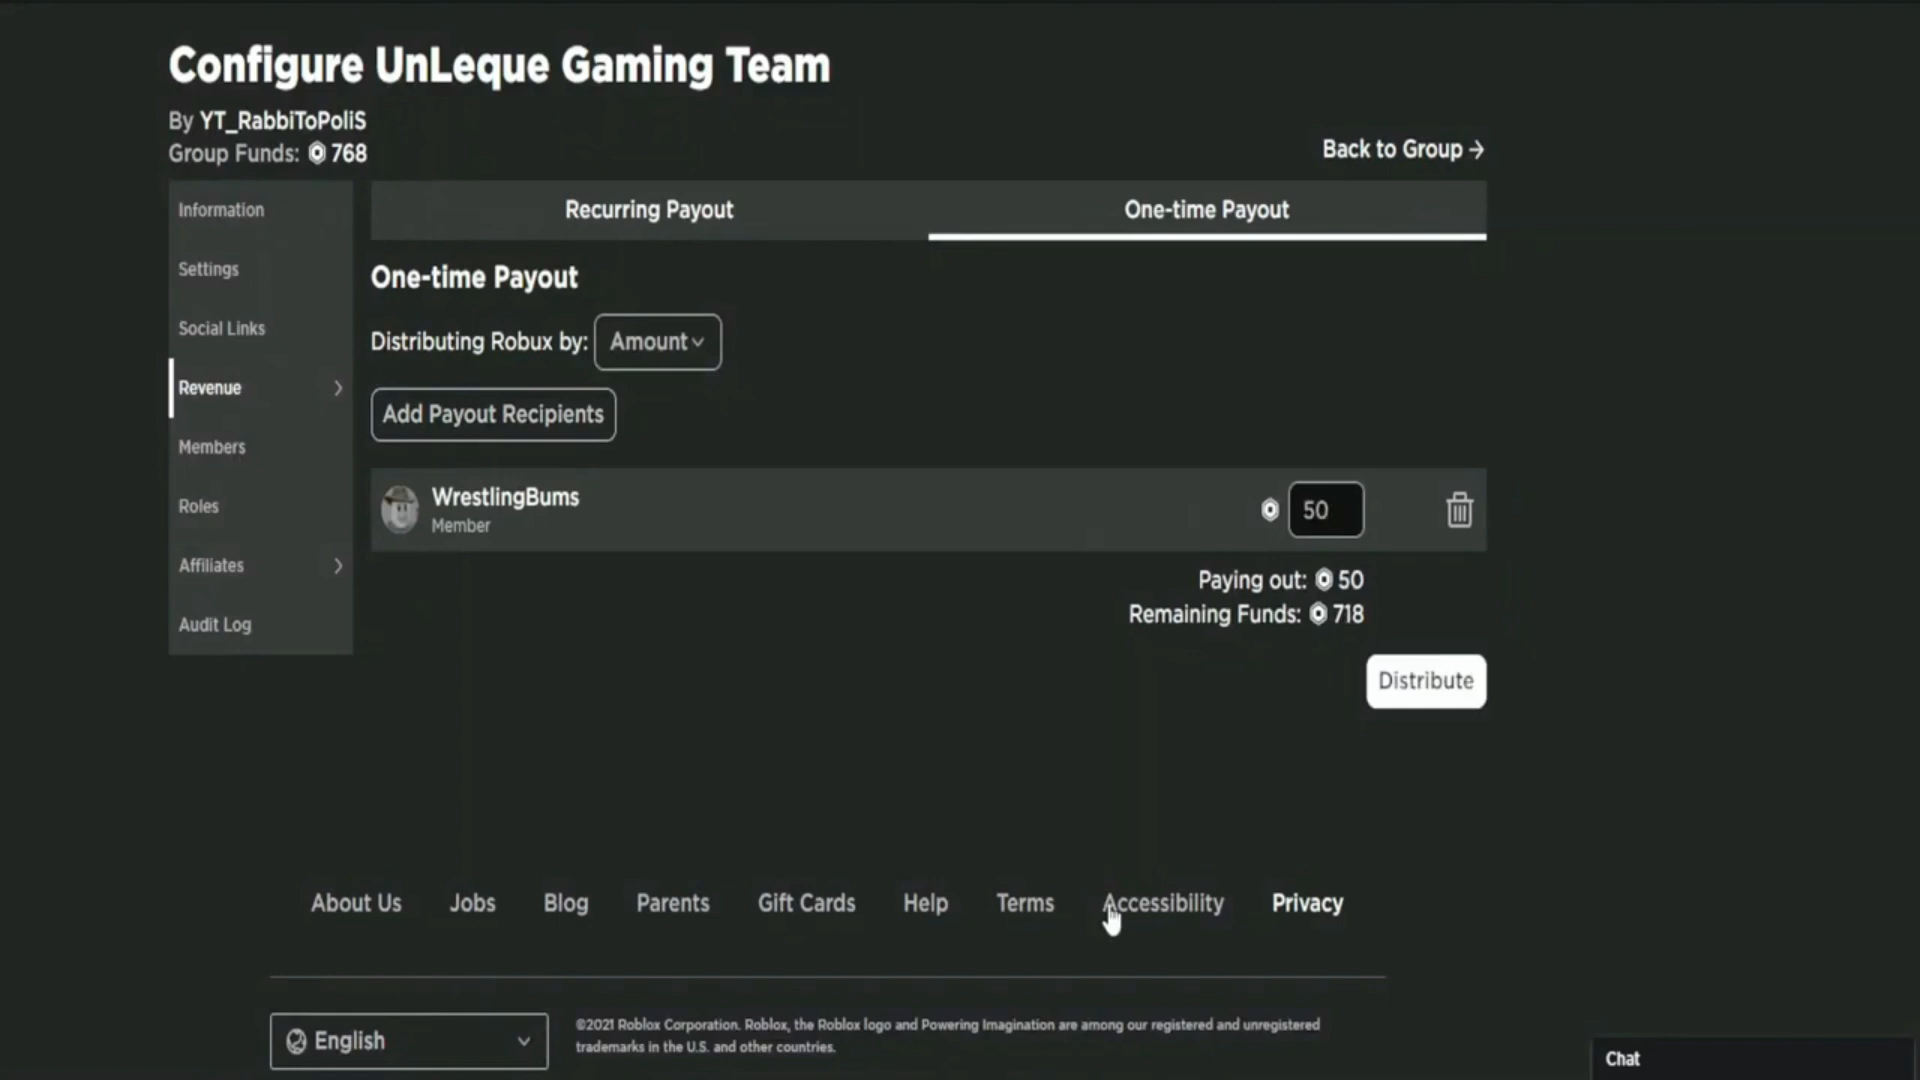 Configure UnLeque Gaming Team
By YT_RabbiToPoliS
Group Funds: 768
Back to Group
Information
Settings
Social Links
Revenue
Members
Roles
Affiliates
Audit Log
Recurring Payout
One-time Payout
One-time Payout
Distributing Robux by: Amount
Add Payout Recipients
WrestlingBums
Member
50
Paying out: 50
Remaining Funds: 718
Distribute
About Us Jobs Blog Parents Gift Cards Help Terms Accessibility Privacy
English
©2021 Roblox Corporation. Roblox, the Roblox logo and Powering Imagination are among our registered and unregistered
trademarks in the U.S. and other countries.
Chat